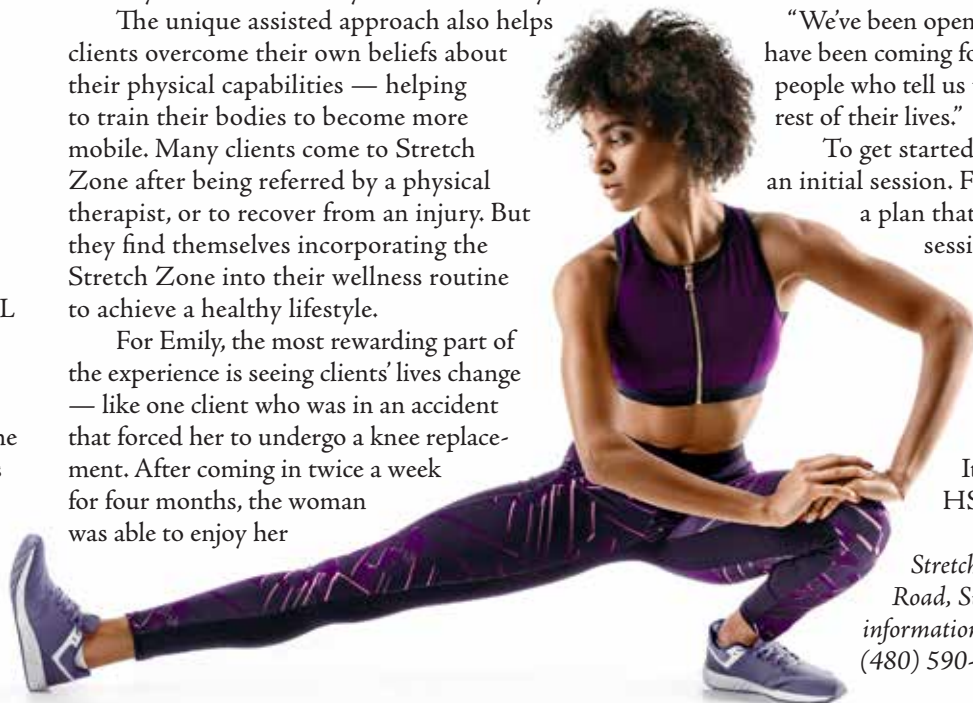 L
The unique assisted approach also helps
clients overcome their own beliefs about
their physical capabilities — helping
to train their bodies to become more
mobile. Many clients come to Stretch
Zone after being referred by a physical
therapist, or to recover from an injury. But
they find themselves incorporating the
Stretch Zone into their wellness routine
to achieve a healthy lifestyle.
For Emily, the most rewarding part of
the experience is seeing clients’ lives change
— like one client who was in an accident
that forced her to undergo a knee replace-
ment. After coming in twice a week
for four months, the woman
was able to enjoy her
“We’ve been open
have been coming fo
people who tell us
rest of their lives.”
To get started
an initial session. F
a plan that
sessi
HS
Stretch
Road, S
information
(480) 590-